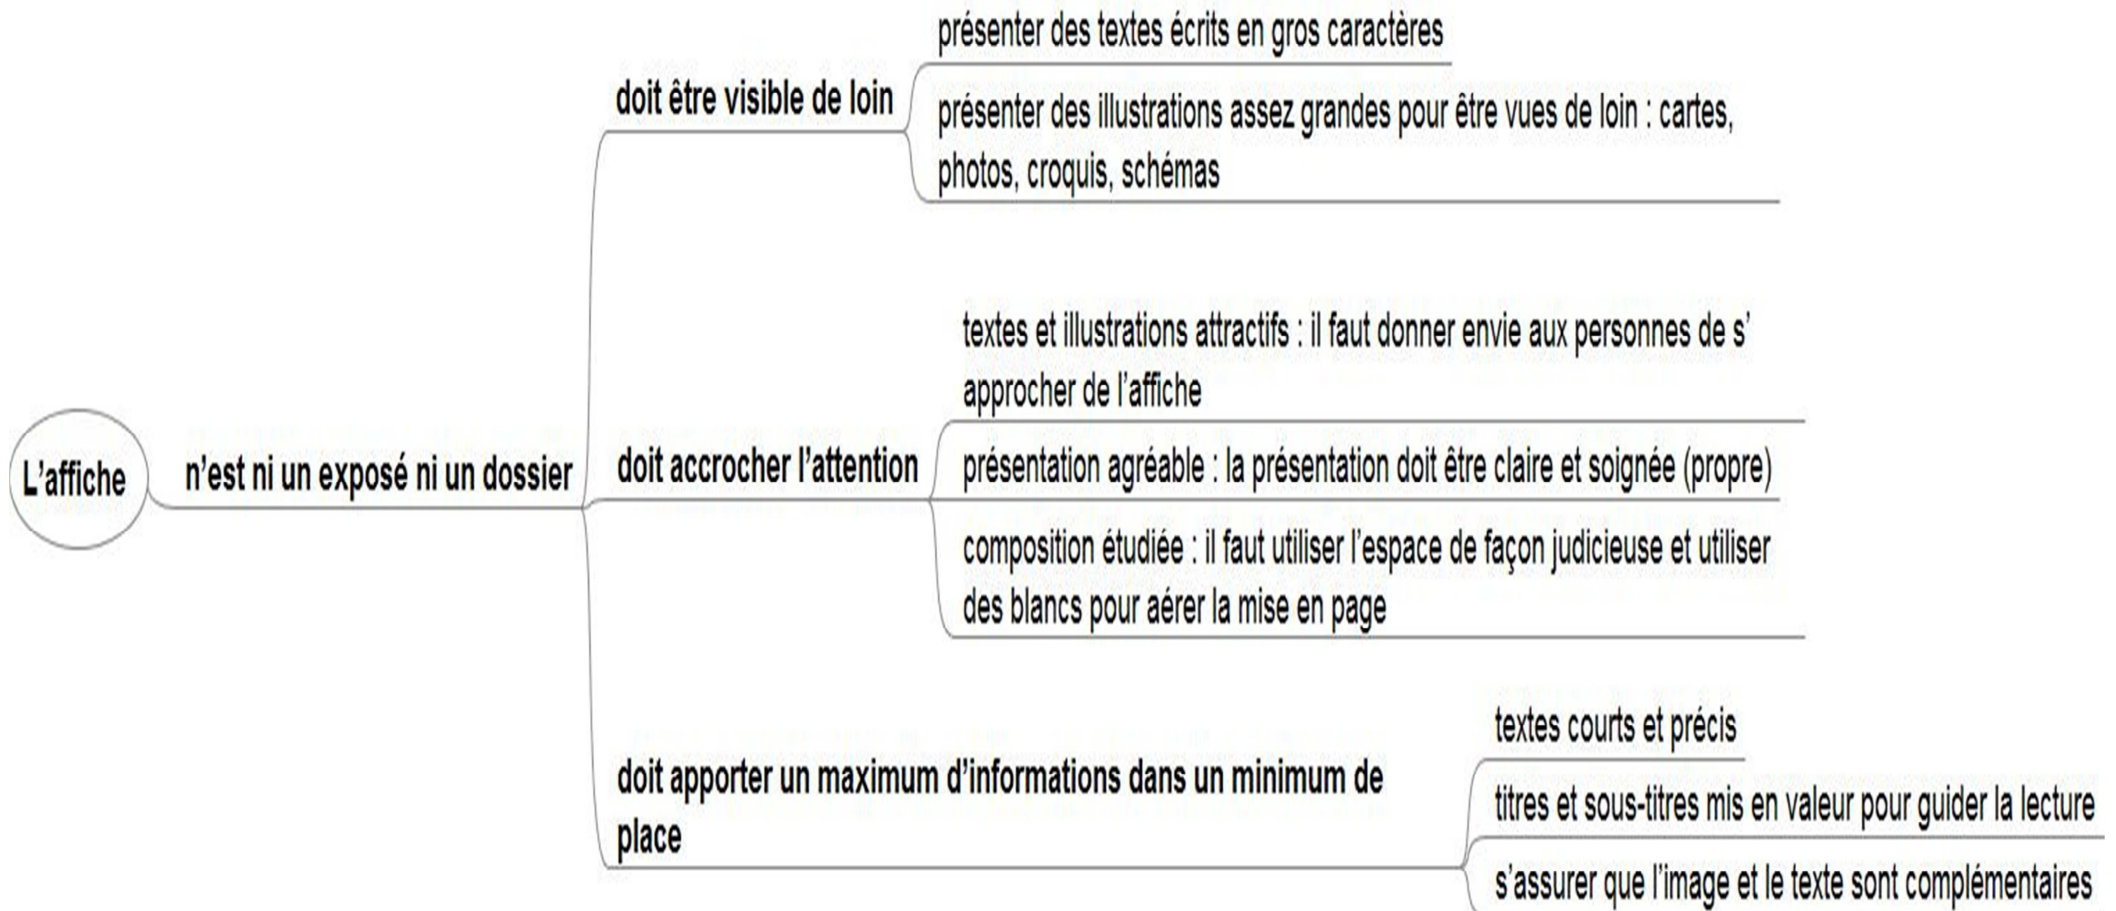 L’affiche
n’est ni un exposé ni un dossier
doit être visible de loin
présenter des textes écrits en gros caractères
présenter des illustrations assez grandes pour être vues de loin : cartes,
photos, croquis, schémas
doit accrocher l’attention
textes et illustrations attractifs : il faut donner envie aux personnes de s’
approcher de l’affiche
présentation agréable : la présentation doit être claire et soignée (propre)
composition étudiée : il faut utiliser l’espace de façon judicieuse et utiliser
des blancs pour aérer la mise en page
doit apporter un maximum d’informations dans un minimum de
place
textes courts et précis
titres et sous-titres mis en valeur pour guider la lecture
s’assurer que l’image et le texte sont complémentaires